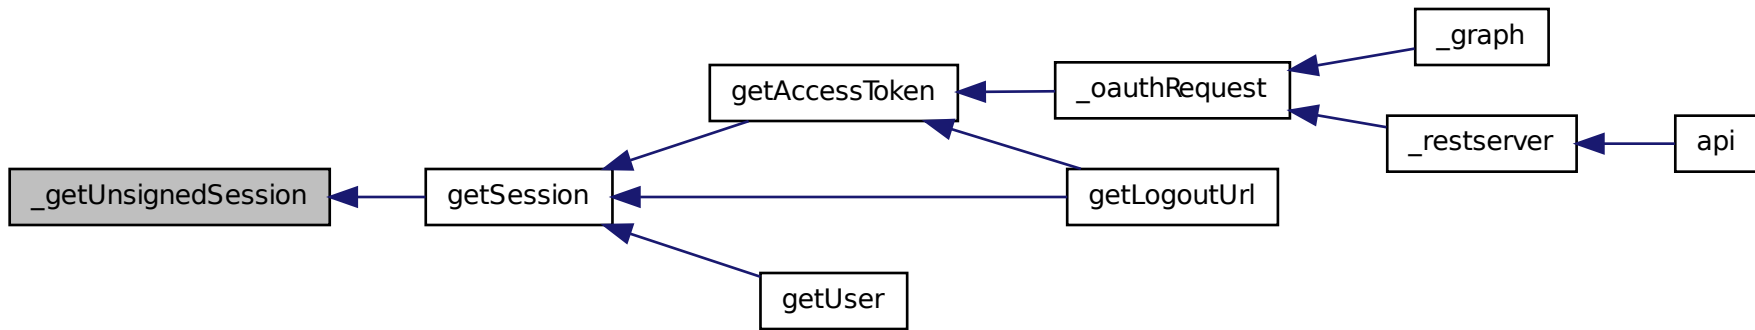 _graph
getAccessToken
_oauthRequest
_restserver
api
_getUnsignedSession
getSession
getLogoutUrl
getUser